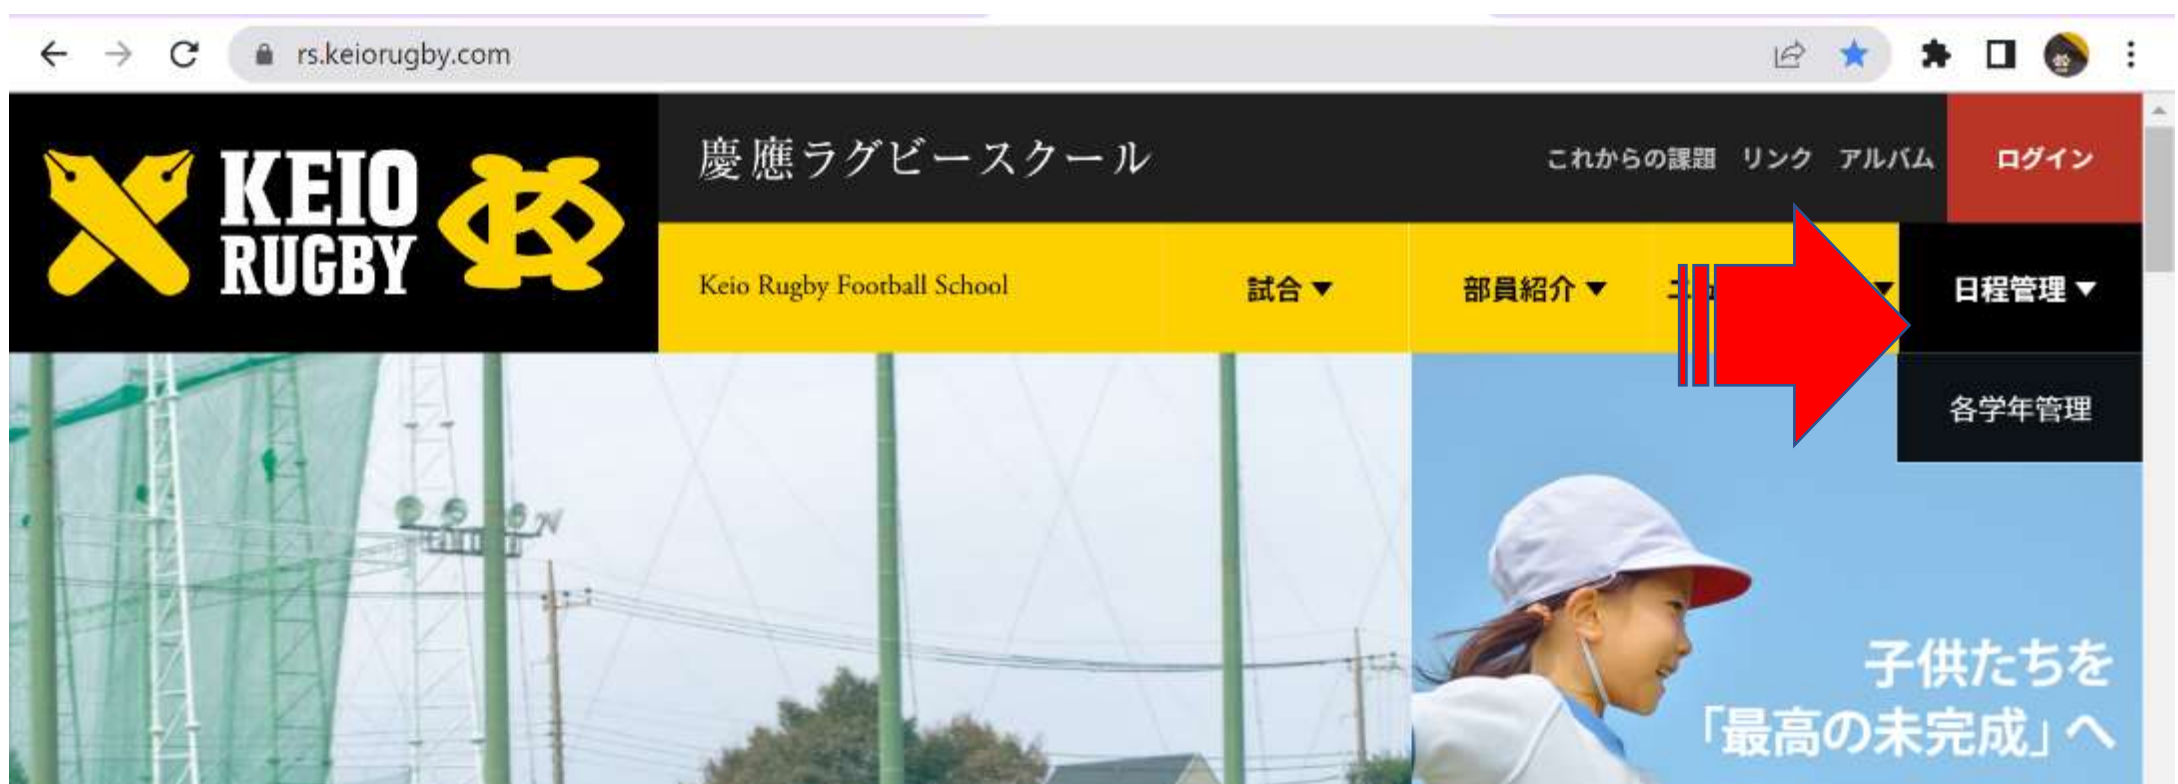 rs.keiorugby.com
KEIO
RUGBY
慶應ラグビースクール
これからの課題 リンク アルバム ログイン
Keio Rugby Football School 試合▼ 部員紹介▼ 日程管理▼
各学年管理
子供たちを
「最高の未完成」へ